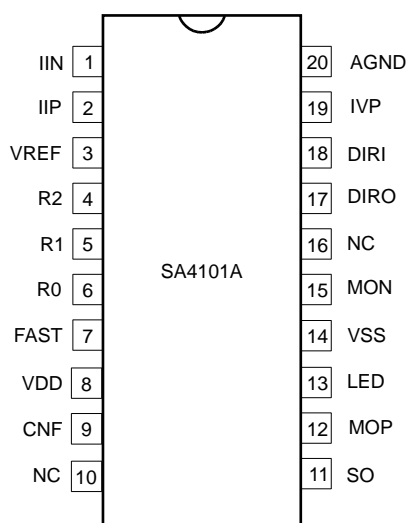 IIN 1 20 AGND
IIP 2 19 IVP
VREF 3 18 DIRI
R2 4 17 DIRO
R1 5 16 NC
SA4101A
R0 6 15 MON
FAST 7 14 VSS
VDD 8 13 LED
CNF 9 12 MOP
NC 10 11 SO